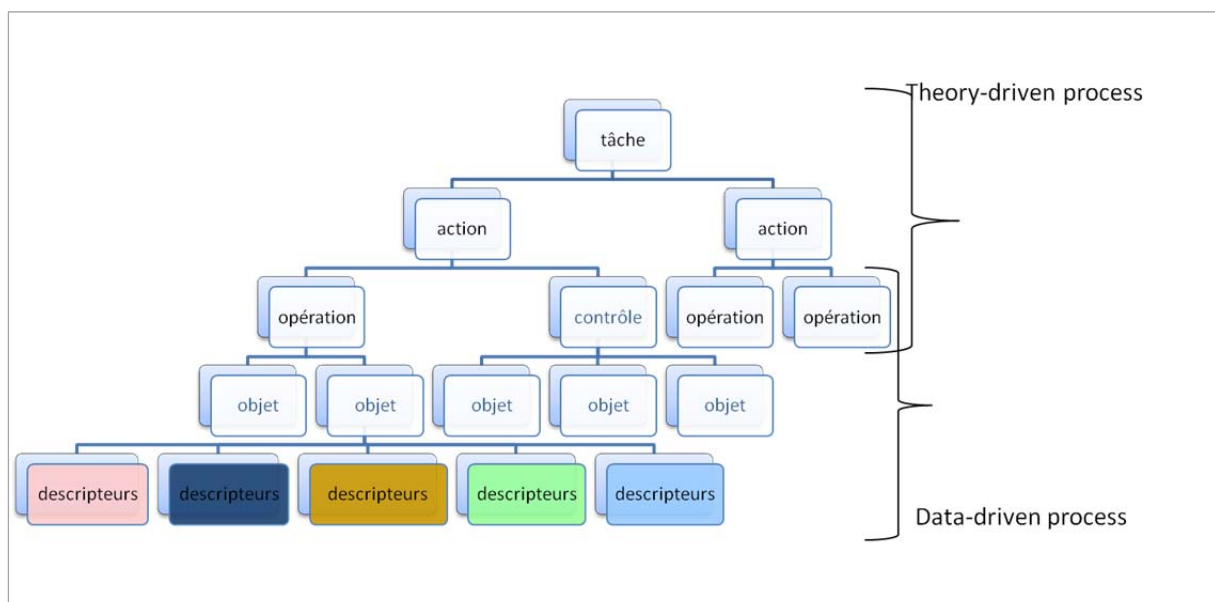 Theory-driven process
tâche
action
action
opération
contrôle
opération
opération
objet
objet
objet
objet
objet
descripteurs
descripteurs
descripteurs
descripteurs
descripteurs
Data-driven process